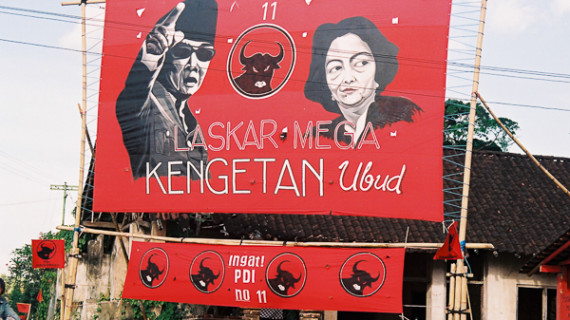 11
LASKAR MEGA
KENGETAN Ubud
Ingat!
PDI
no 11